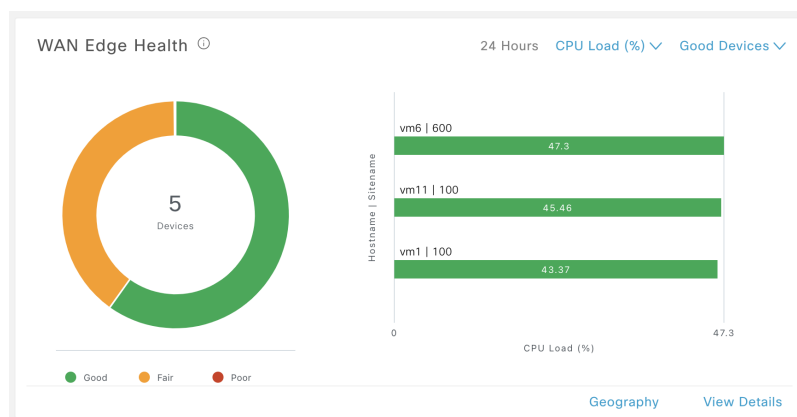 WAN Edge Health
24 Hours CPU Load (%) Good Devices
5
Devices
Good Fair Poor
Hostname | Sitename
vm6 | 600
47.3
vm11 | 100
45.46
vm1 | 100
43.37
0 47.3
CPU Load (%)
Geography View Details